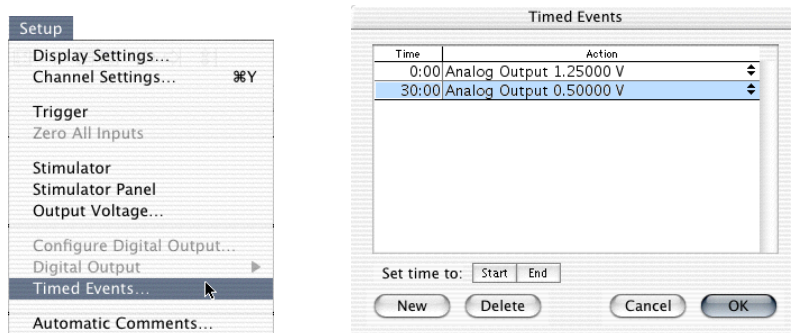 Setup
Display Settings...
Channel Settings... ⌘Y
Trigger
Zero All Inputs
Stimulator
Stimulator Panel
Output Voltage...
Configure Digital Output...
Digital Output
Timed Events...
Automatic Comments...
Timed Events
Time Action
0:00 Analog Output 1.25000 V
30:00 Analog Output 0.50000 V
Set time to: Start End
New Delete Cancel OK